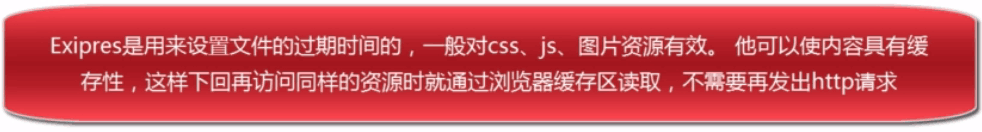 Exipres是用来设置文件的过期时间的，一般对css、js、图片资源有效。 他可以使内容具有缓
存性，这样下回再访问同样的资源时就通过浏览器缓存区读取，不需要再发出http请求